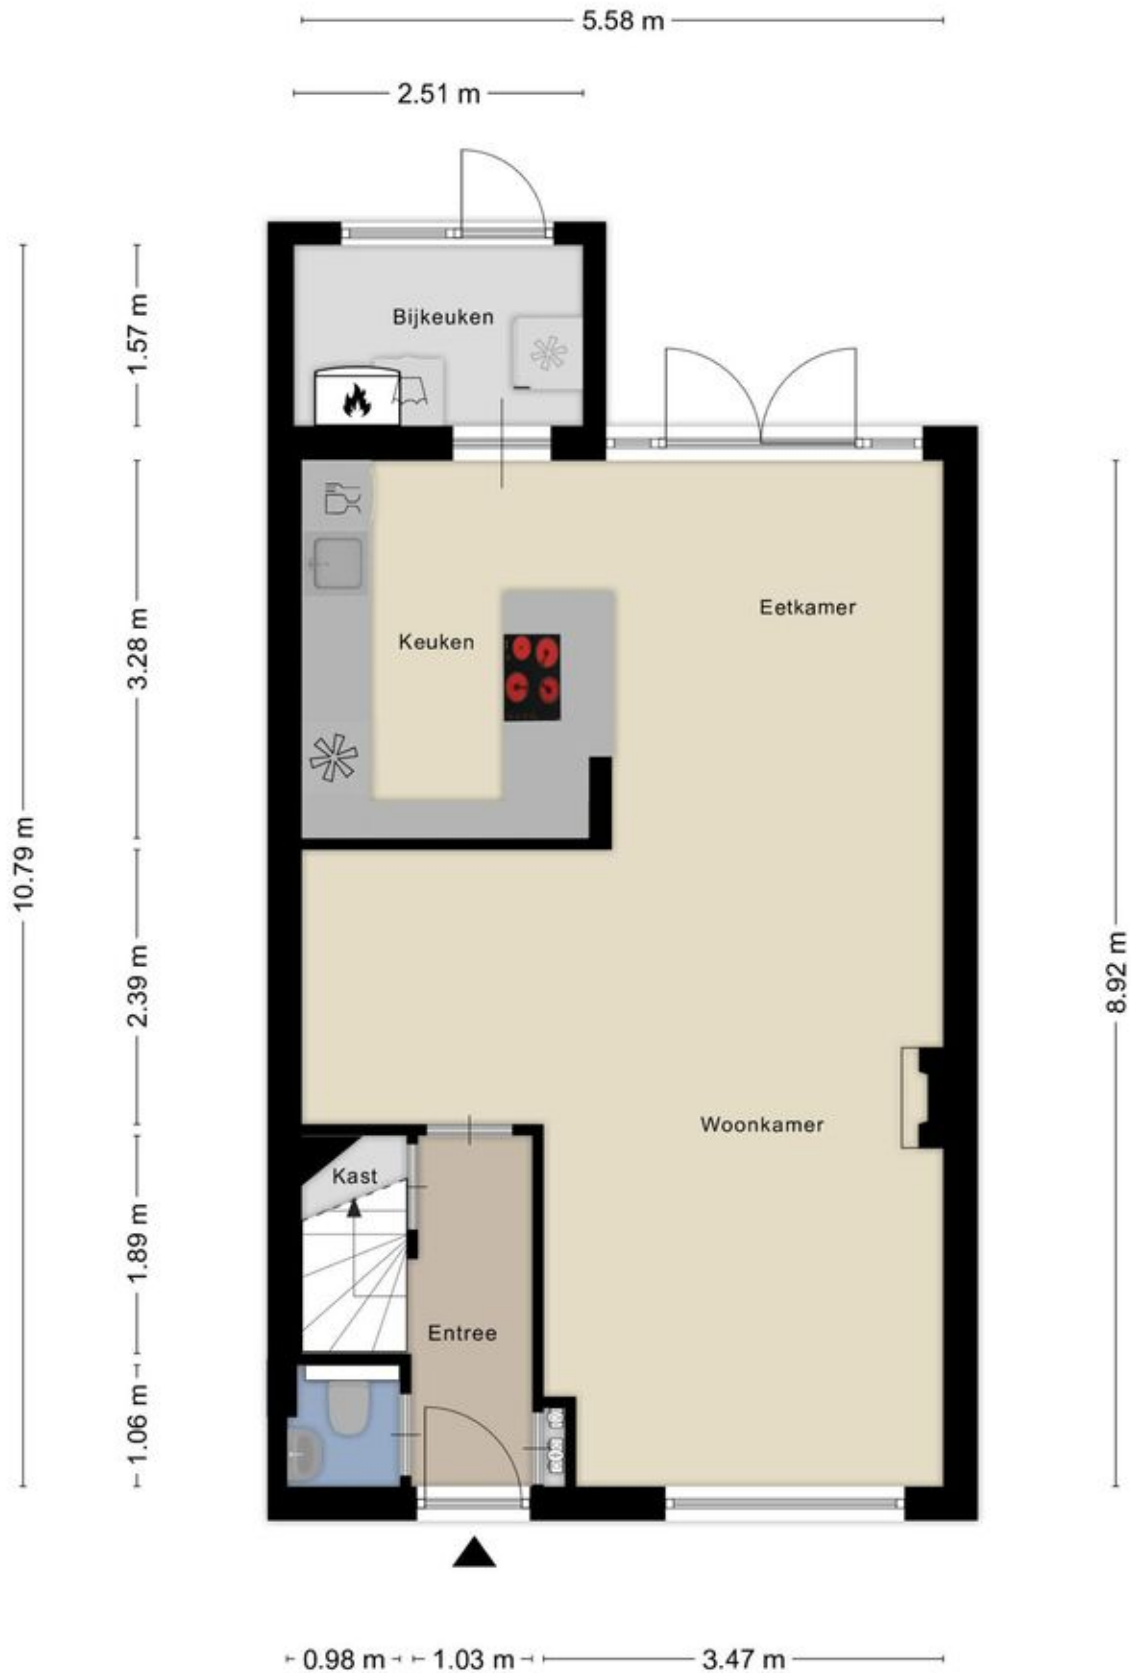 5.58 m
2.51 m
Bijkeuken
1.57 m
3.28 m
Eetkamer
Keuken
10.79 m
8.92 m
2.39 m
Woonkamer
Kast
1.89 m
Entree
1.06 m
0.98 m
1.03 m
3.47 m